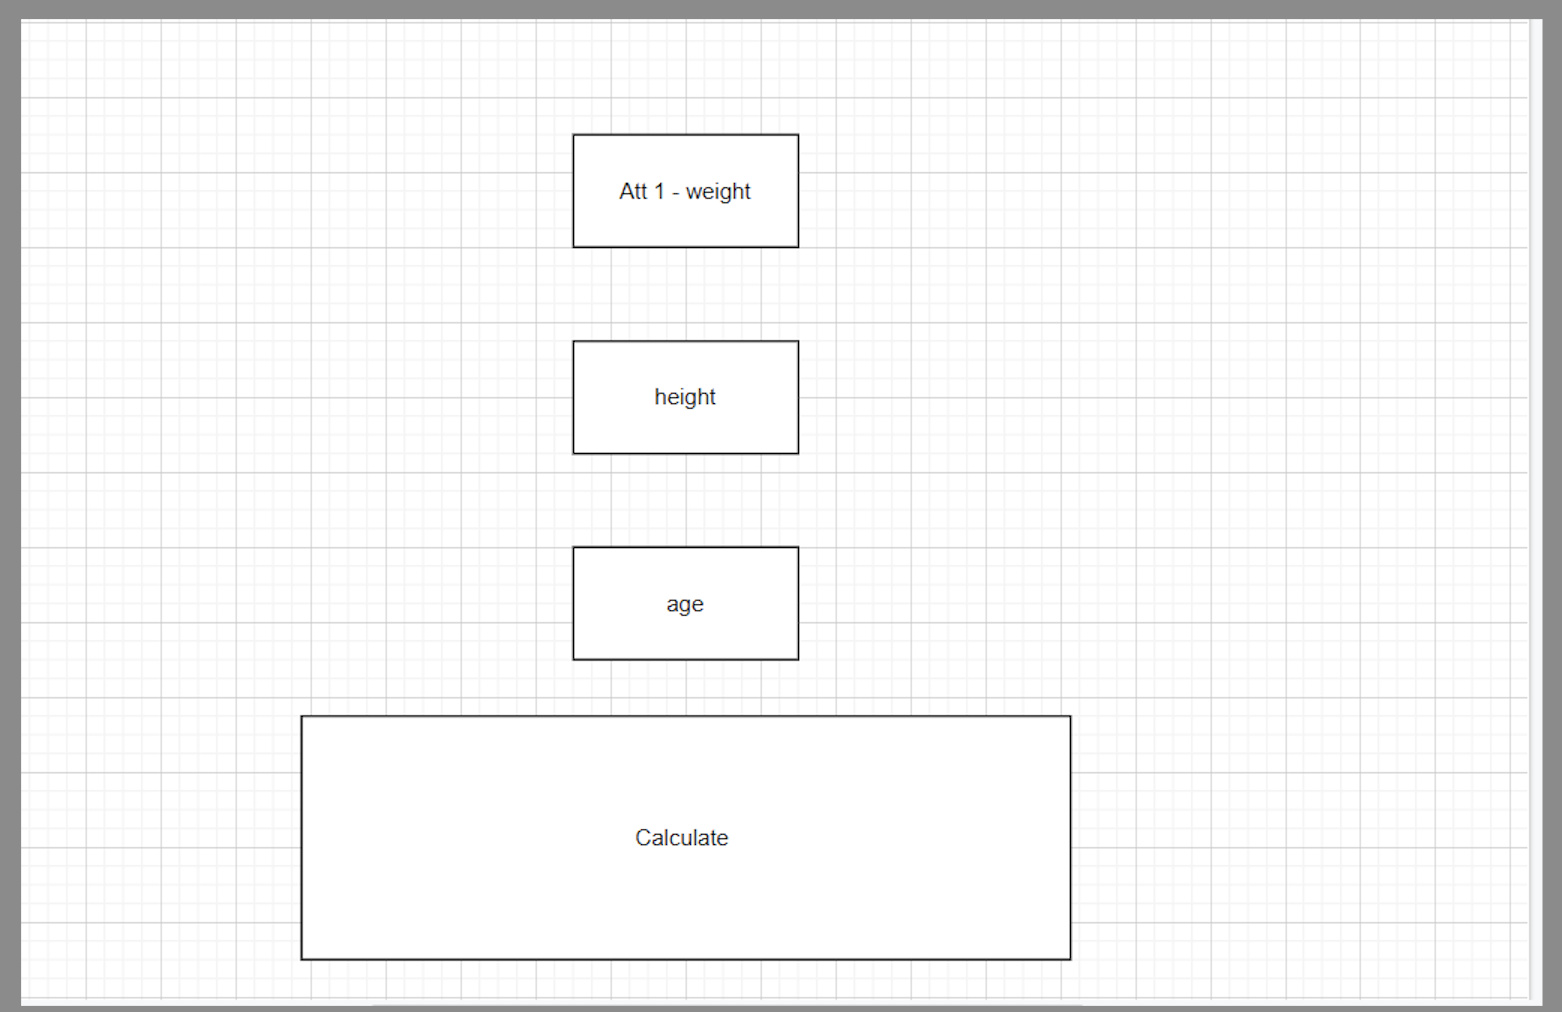 Att 1 - weight
height
age
Calculate